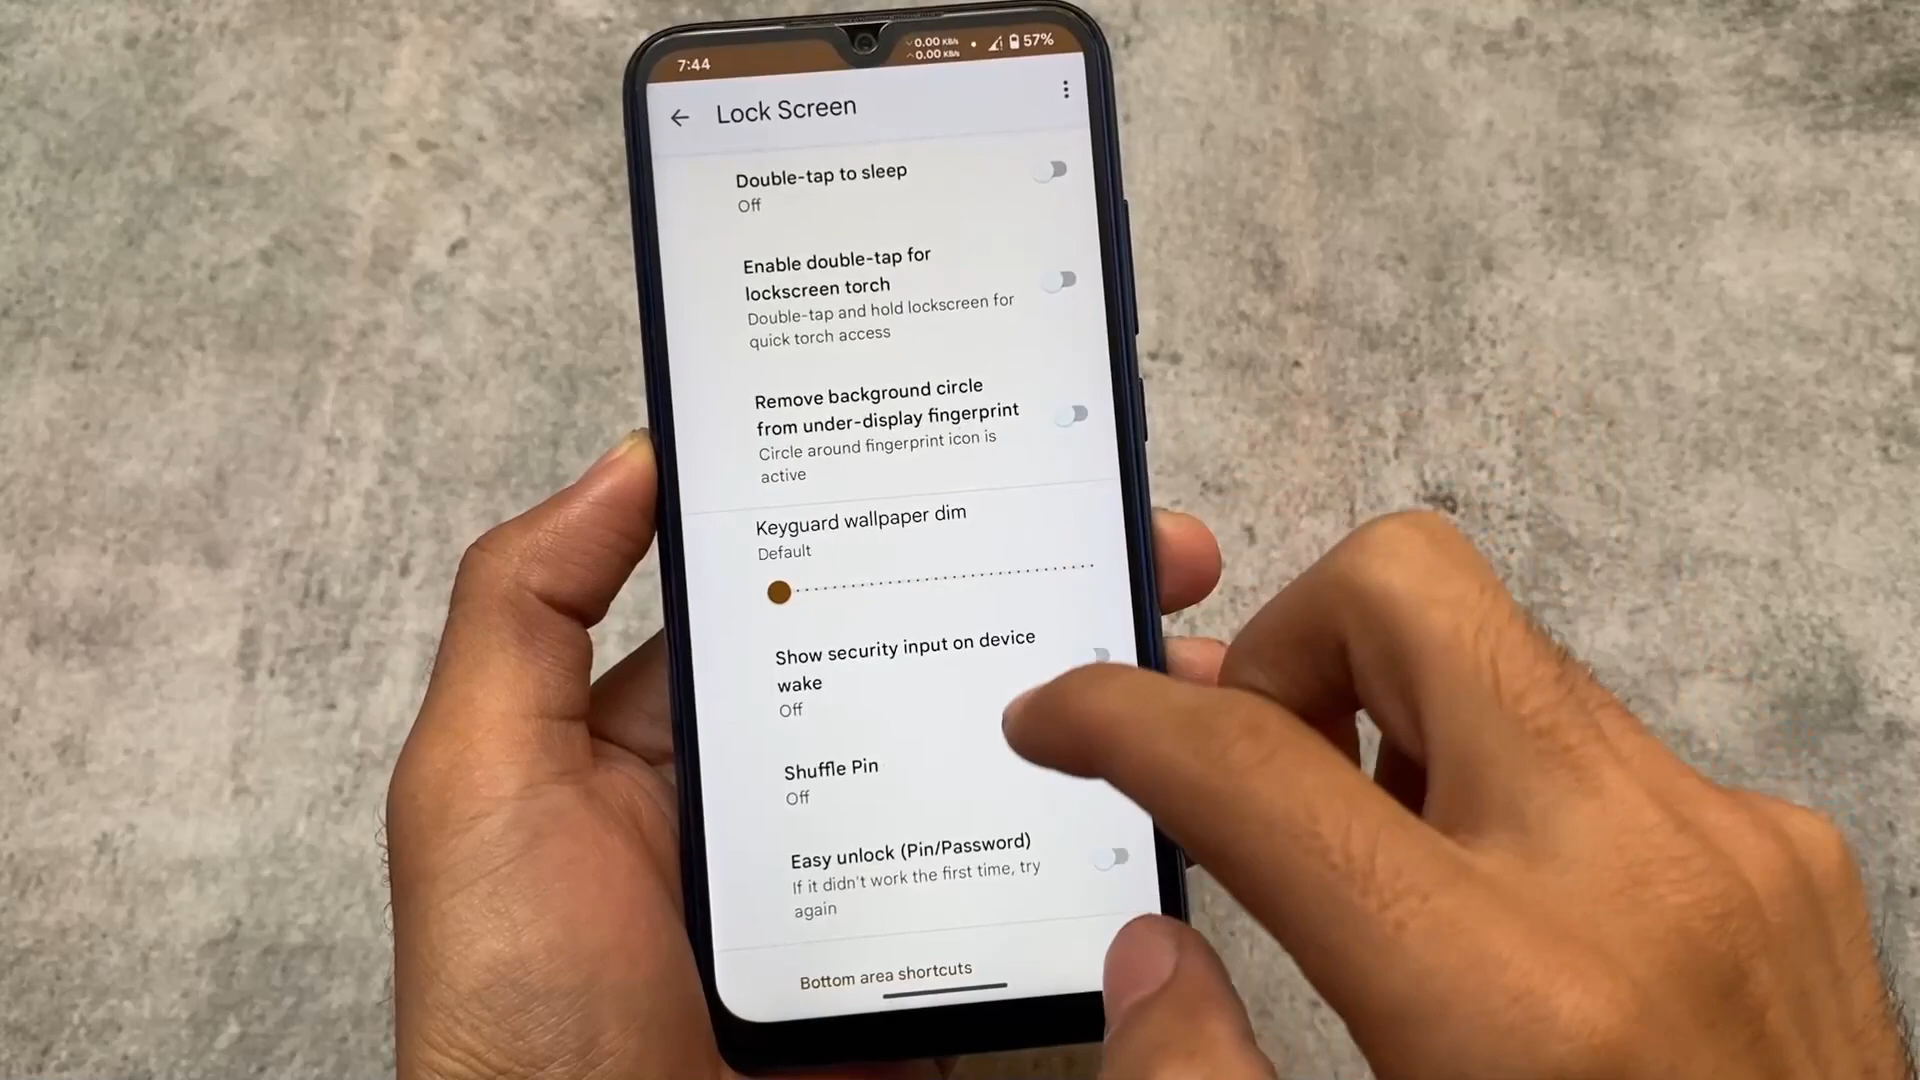 7:44
0.00 KB/s
0.00 KB/s
57%
Lock Screen
Double-tap to sleep
Off
Enable double-tap for
lockscreen torch
Double-tap and hold lockscreen for
quick torch access
Remove background circle
from under-display fingerprint
Circle around fingerprint icon is
active
Keyguard wallpaper dim
Default
Show security input on device
wake
Off
Shuffle Pin
Off
Easy unlock (Pin/Password)
If it didn't work the first time, try
again
Bottom area shortcuts